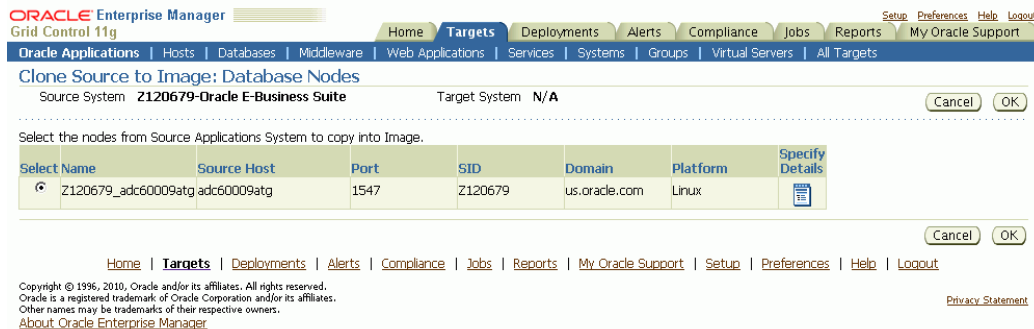 ORACLE Enterprise Manager
Grid Control 11g
Setup Preferences Help Logout
Home Targets Deployments Alerts Compliance Jobs Reports My Oracle Support
Oracle Applications | Hosts | Databases | Middleware | Web Applications | Services | Systems | Groups | Virtual Servers | All Targets
Clone Source to Image: Database Nodes
Source System Z120679-Oracle E-Business Suite Target System N/A
Cancel OK
Select the nodes from Source Applications System to copy into Image.
Select Name Source Host Port SID Domain Platform Specify Details
Z120679_adc60009atg adc60009atg 1547 Z120679 us.oracle.com Linux
Cancel OK
Home | Targets | Deployments | Alerts | Compliance | Jobs | Reports | My Oracle Support | Setup | Preferences | Help | Logout
Copyright © 1996, 2010, Oracle and/or its affiliates. All rights reserved.
Oracle is a registered trademark of Oracle Corporation and/or its affiliates.
Other names may be trademarks of their respective owners.
Privacy Statement
About Oracle Enterprise Manager